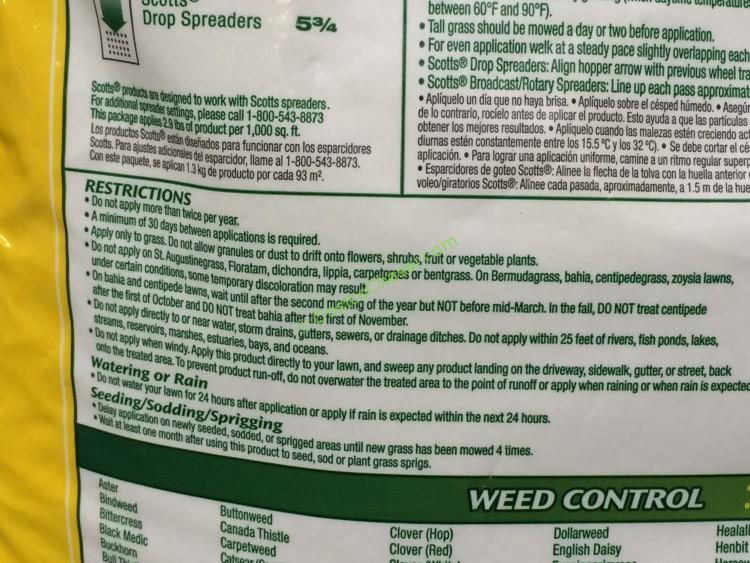 Scotts®
Drop Spreaders 5¾
Scotts® products are designed to work with Scotts spreaders.
For additional spreader settings, please call 1-800-543-8873
This package applies 2.9 lbs of product per 1,000 sq. ft.
Los productos Scotts® están diseñados para funcionar con los esparcidores
Scotts. Para ajustes adicionales del esparcidor, llame al 1-800-543-8873.
Con este paquete, se aplican 1.3 kg de producto por cada 93 m².
between 60°F and 90°F).
• Tall grass should be mowed a day or two before application.
• For even application walk at a steady pace slightly overlapping each
• Scotts® Drop Spreaders: Align hopper arrow with previous wheel tra
• Scotts® Broadcast/Rotary Spreaders: Line up each pass approximat
• Aplíquelo un día que no haya brisa. • Aplíquelo sobre el césped húmedo. • Asegúr
de lo contrario, rocíelo antes de aplicar el producto. Esto ayuda a que las partículas
obtener los mejores resultados. • Aplíquelo cuando las malezas estén creciendo act
diurnas estén constantemente entre los 15.5 °C y los 32 °C). • Se debe cortar el cé
aplicación. • Para lograr una aplicación uniforme, camine a un ritmo regular superp
• Esparcidores de goteo Scotts®: Alinee la flecha de la tolva con la huella anterior
voleo/giratorios Scotts®: Alinee cada pasada, aproximadamente, a 1.5 m de la hue
RESTRICTIONS
• Do not apply more than twice per year.
• A minimum of 30 days between applications is required.
• Apply only to grass. Do not allow granules or dust to drift onto flowers, shrubs, fruit or vegetable plants.
• Do not apply on St. Augustinegrass, Floratam, dichondra, lippia, carpetgrass or bentgrass. On Bermudagrass, bahia, centipedegrass, zoysia lawns,
under certain conditions, some temporary discoloration may result.
• On bahia and centipede lawns, wait until after the second mowing of the year but NOT before mid-March. In the fall, DO NOT treat centipede
after the first of October and DO NOT treat bahia after the first of November.
• Do not apply directly to or near water, storm drains, gutters, sewers, or drainage ditches. Do not apply within 25 feet of rivers, fish ponds, lakes,
streams, reservoirs, marshes, estuaries, bays, and oceans.
• Do not apply when windy. Apply this product directly to your lawn, and sweep any product landing on the driveway, sidewalk, gutter, or street, back
onto the treated area. To prevent product run-off, do not overwater the treated area to the point of runoff or apply when raining or when rain is expected
Watering or Rain
• Do not water your lawn for 24 hours after application or apply if rain is expected within the next 24 hours.
Seeding/Sodding/Sprigging
• Delay application on newly seeded, sodded, or sprigged areas until new grass has been mowed 4 times.
• Wait at least one month after using this product to seed, sod or plant grass sprigs.
WEED CONTROL
Aster
Bindweed
Bittercress
Black Medic
Buckhorn
Buttonweed
Canada Thistle
Carpetweed
Clover (Hop)
Clover (Red)
Dollarweed
English Daisy
Healall
Henbit